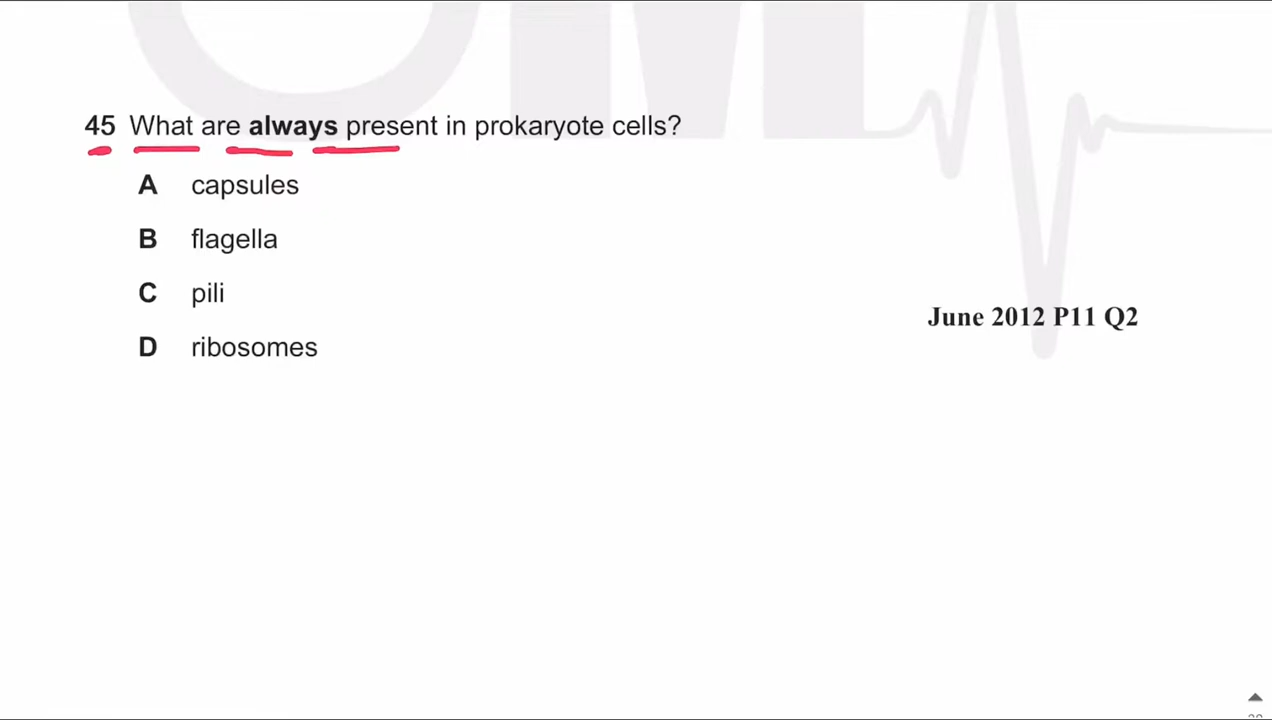 45 What are always present in prokaryote cells?
A capsules
B flagella
C pili
June 2012 P11 Q2
D ribosomes